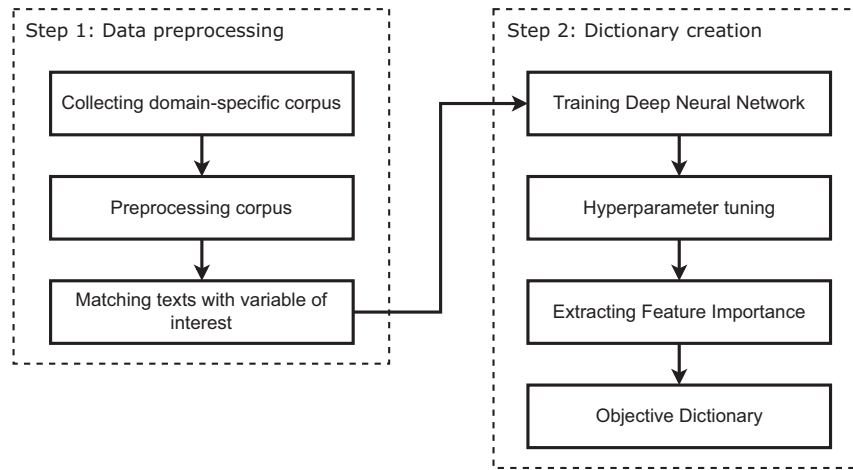 Step 1: Data preprocessing
Collecting domain-specific corpus
Preprocessing corpus
Matching texts with variable of
interest
Step 2: Dictionary creation
Training Deep Neural Network
Hyperparameter tuning
Extracting Feature Importance
Objective Dictionary